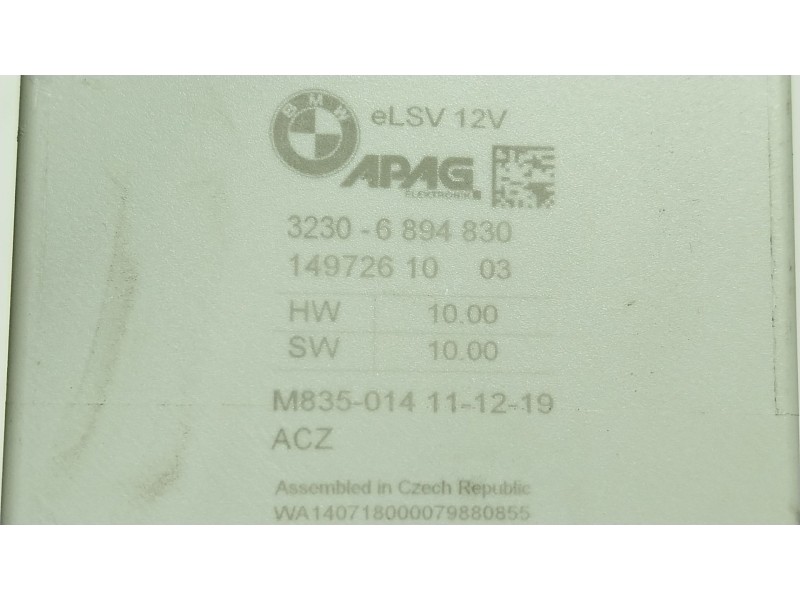 BMW
eLSV 12V
APAG
ELEKTRONIK
3230 - 6 894 830
149726 10 03
HW 10.00
SW 10.00
M835-014 11-12-19
ACZ
Assembled in Czech Republic
WA140718000079880855